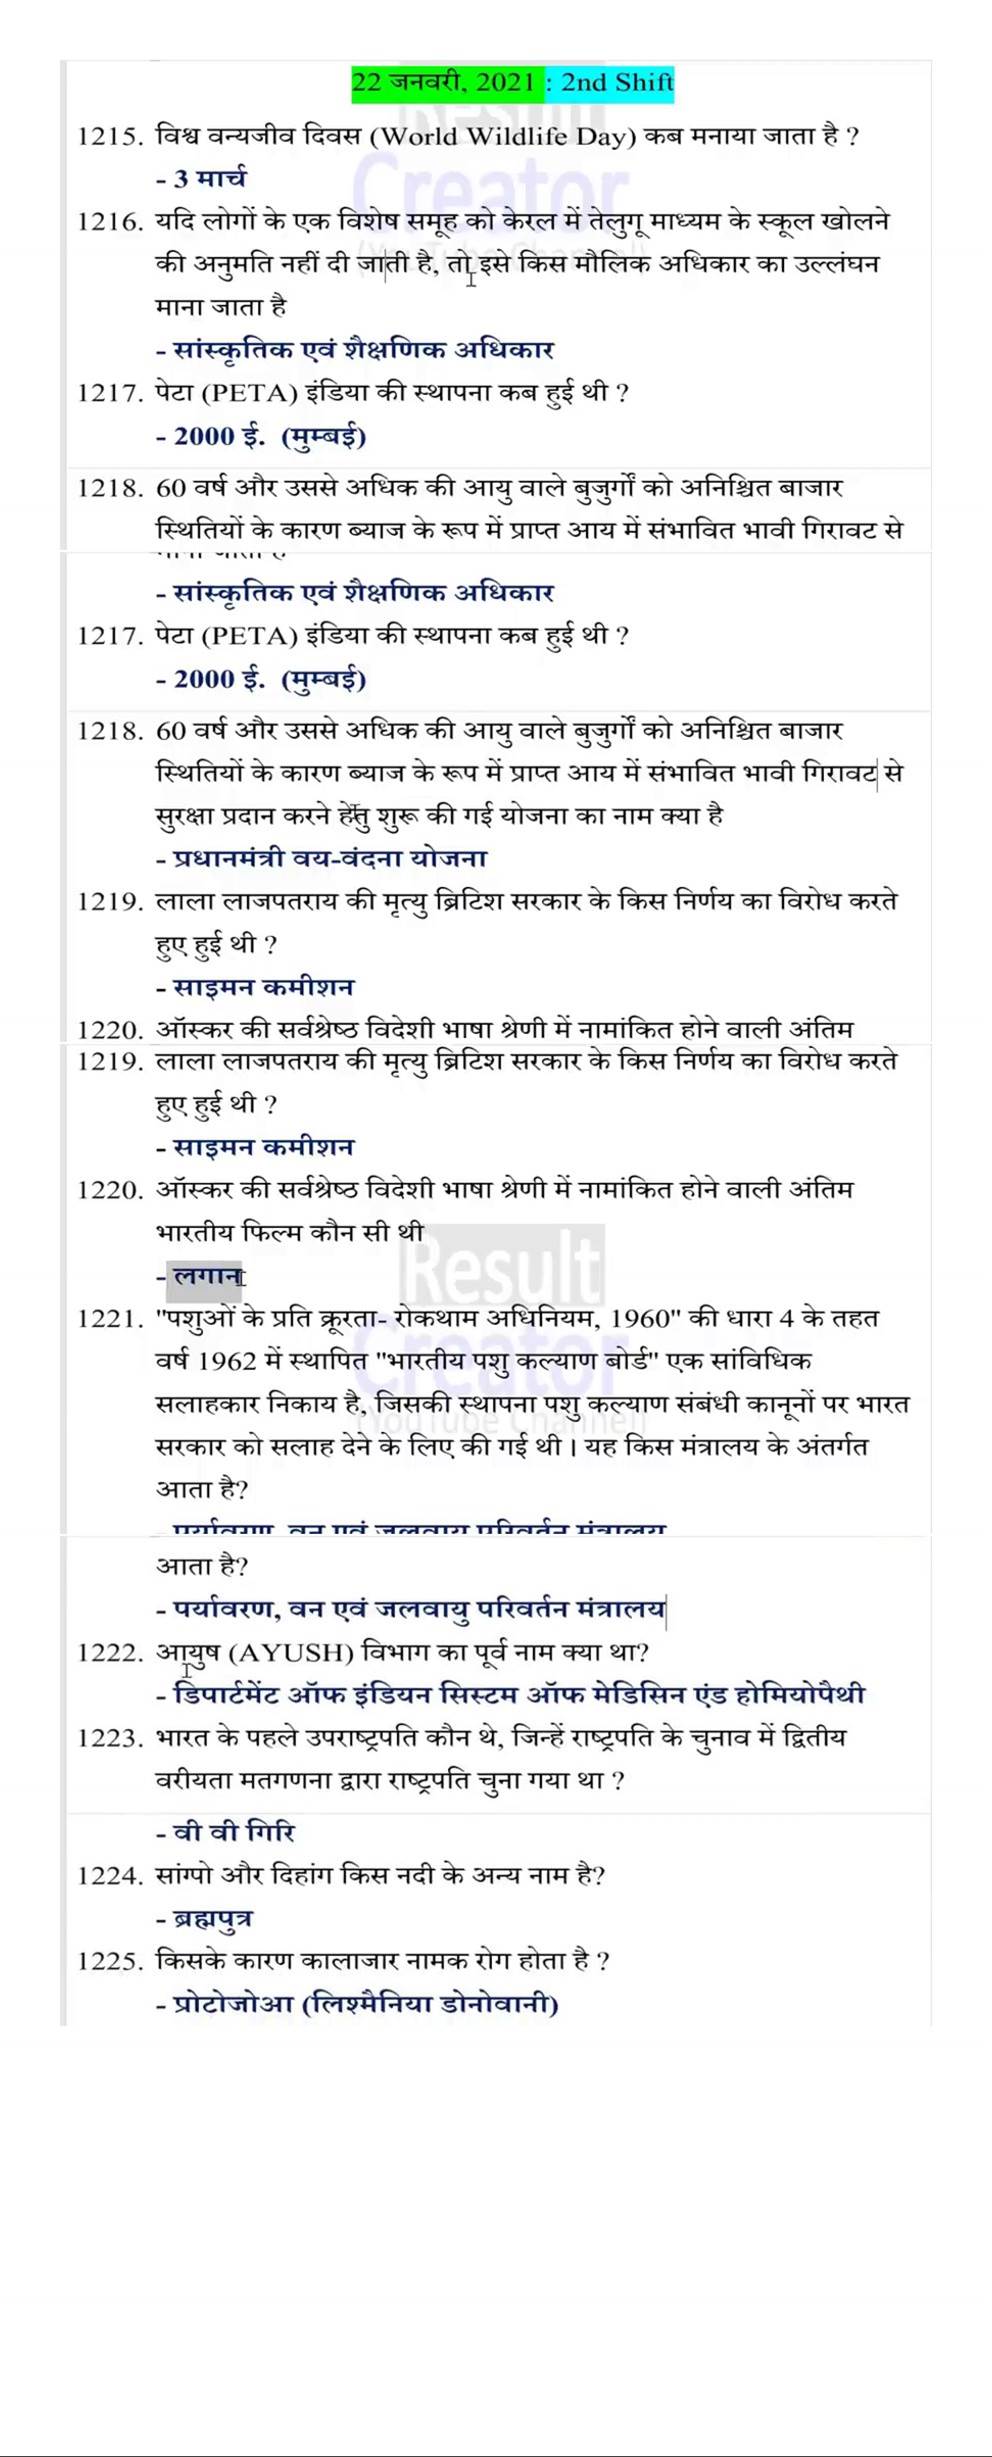 22 जनवरी, 2021 : 2nd Shift
1215. विश्व वन्यजीव दिवस (World Wildlife Day) कब मनाया जाता है ?
- 3 मार्च
1216. यदि लोगों के एक विशेष समूह को केरल में तेलुगू माध्यम के स्कूल खोलने
की अनुमति नहीं दी जाती है, तो इसे किस मौलिक अधिकार का उल्लंघन
माना जाता है
- सांस्कृतिक एवं शैक्षणिक अधिकार
1217. पेटा (PETA) इंडिया की स्थापना कब हुई थी ?
- 2000 ई. (मुम्बई)
1218. 60 वर्ष और उससे अधिक की आयु वाले बुजुर्गों को अनिश्चित बाजार
स्थितियों के कारण ब्याज के रूप में प्राप्त आय में संभावित भावी गिरावट से
- सांस्कृतिक एवं शैक्षणिक अधिकार
1217. पेटा (PETA) इंडिया की स्थापना कब हुई थी ?
- 2000 ई. (मुम्बई)
1218. 60 वर्ष और उससे अधिक की आयु वाले बुजुर्गों को अनिश्चित बाजार
स्थितियों के कारण ब्याज के रूप में प्राप्त आय में संभावित भावी गिरावट से
सुरक्षा प्रदान करने हेतु शुरू की गई योजना का नाम क्या है
- प्रधानमंत्री वय-वंदना योजना
1219. लाला लाजपतराय की मृत्यु ब्रिटिश सरकार के किस निर्णय का विरोध करते
हुए हुई थी ?
- साइमन कमीशन
1220. ऑस्कर की सर्वश्रेष्ठ विदेशी भाषा श्रेणी में नामांकित होने वाली अंतिम
1219. लाला लाजपतराय की मृत्यु ब्रिटिश सरकार के किस निर्णय का विरोध करते
हुए हुई थी ?
- साइमन कमीशन
1220. ऑस्कर की सर्वश्रेष्ठ विदेशी भाषा श्रेणी में नामांकित होने वाली अंतिम
भारतीय फिल्म कौन सी थी
Result
- लगान
1221. "पशुओं के प्रति क्रूरता- रोकथाम अधिनियम, 1960" की धारा 4 के तहत
Creator
वर्ष 1962 में स्थापित "भारतीय पशु कल्याण बोर्ड" एक सांविधिक
सलाहकार निकाय है, जिसकी स्थापना पशु कल्याण संबंधी कानूनों पर भारत
(YouTube Channel)
सरकार को सलाह देने के लिए की गई थी। यह किस मंत्रालय के अंतर्गत
आता है?
- पर्यावरण, वन एवं जलवायु परिवर्तन मंत्रालय
आता है?
- पर्यावरण, वन एवं जलवायु परिवर्तन मंत्रालय
1222. आयुष (AYUSH) विभाग का पूर्व नाम क्या था?
- डिपार्टमेंट ऑफ इंडियन सिस्टम ऑफ मेडिसिन एंड होमियोपैथी
1223. भारत के पहले उपराष्ट्रपति कौन थे, जिन्हें राष्ट्रपति के चुनाव में द्वितीय
वरीयता मतगणना द्वारा राष्ट्रपति चुना गया था ?
- वी वी गिरि
1224. सांग्पो और दिहांग किस नदी के अन्य नाम है?
- ब्रह्मपुत्र
1225. किसके कारण कालाजार नामक रोग होता है ?
- प्रोटोजोआ (लिश्मैनिया डोनोवानी)